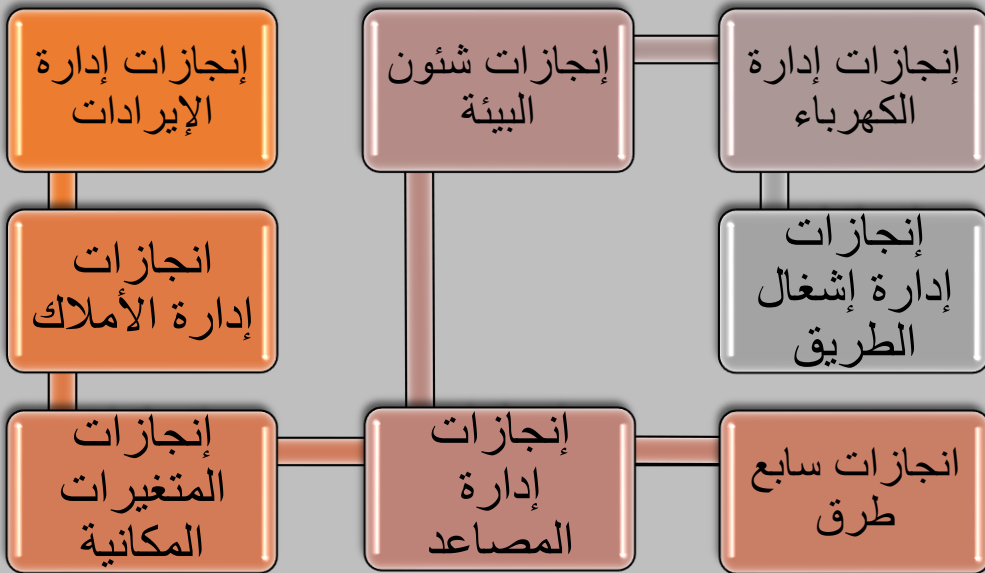 إنجازات إدارة
الإيرادات
انجازات
إدارة الأملاك
إنجازات
المتغيرات
المكانية
إنجازات شئون
البيئة
إنجازات
إدارة
المصاعد
إنجازات إدارة
الكهرباء
إنجازات
إدارة إشغال
الطريق
انجازات سابع
طرق